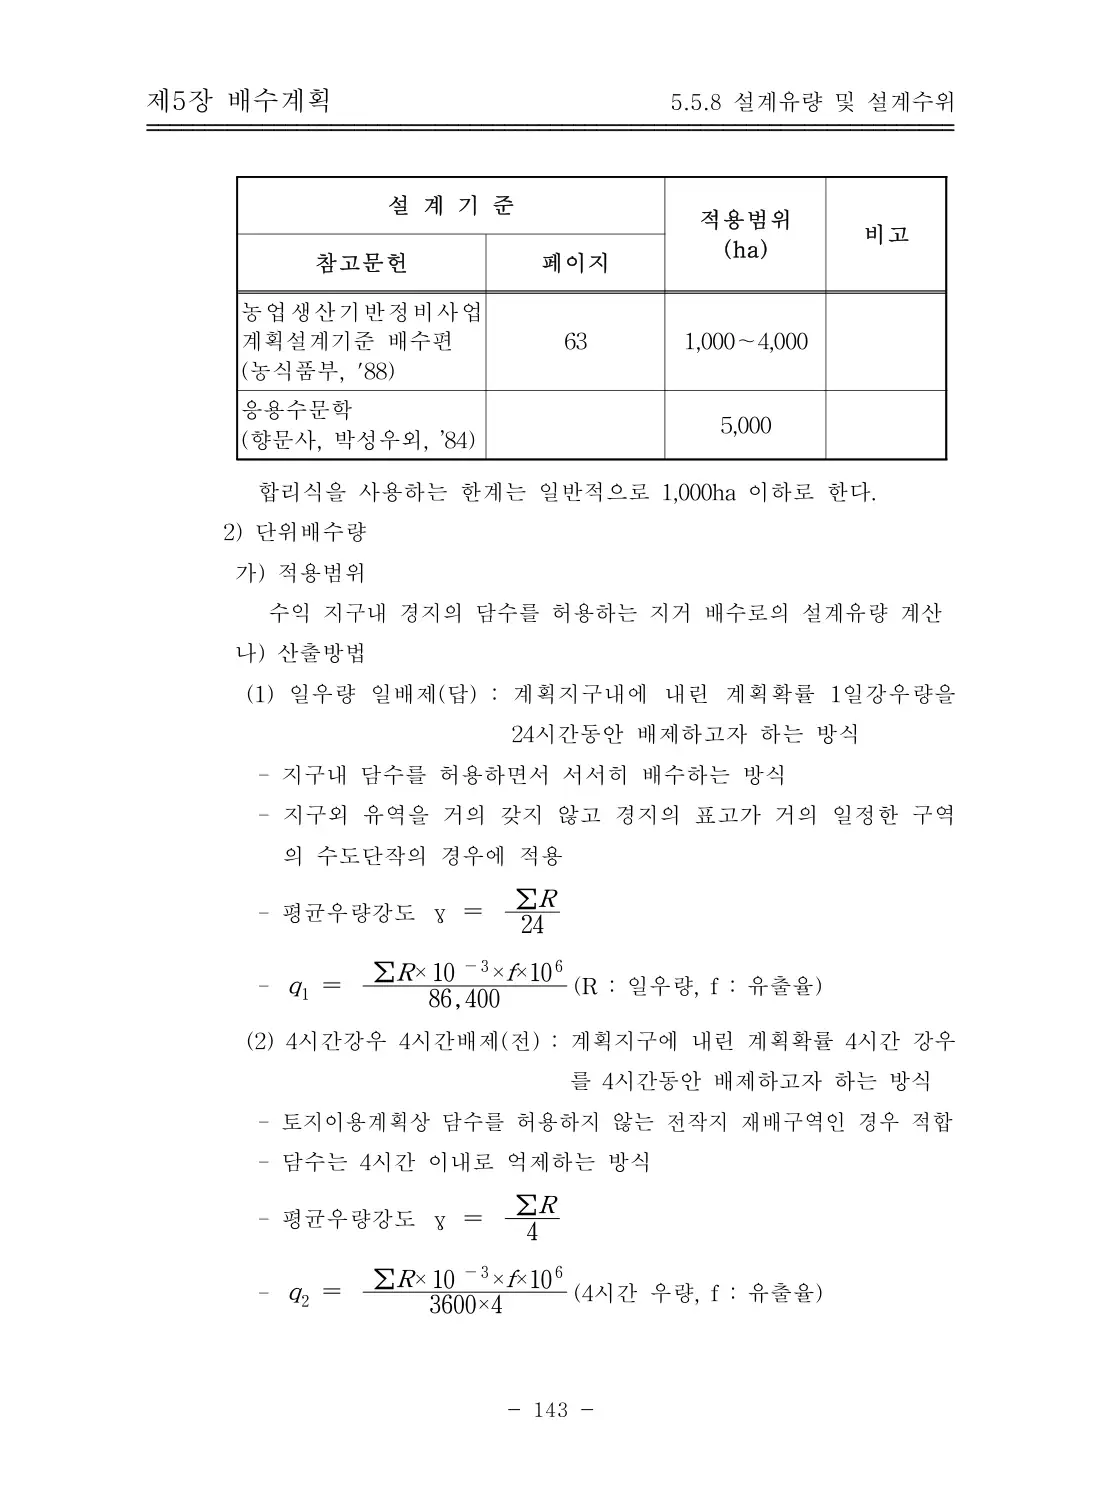 제5장 배수계획
5.5.8 설계유량 및 설계수위
설 계 기 준
적용범위
(ha)
비고
참고문헌
페이지
농업생산기반정비사업
계획설계기준 배수편
(농식품부, '88)
63
1,000∼4,000
응용수문학
(향문사, 박성우외, ’84)
5,000
합리식을 사용하는 한계는 일반적으로 1,000ha 이하로 한다.
2) 단위배수량
가) 적용범위
수익 지구내 경지의 담수를 허용하는 지거 배수로의 설계유량 계산
나) 산출방법
(1) 일우량 일배제(답) : 계획지구내에 내린 계획확률 1일강우량을
24시간동안 배제하고자 하는 방식
- 지구내 담수를 허용하면서 서서히 배수하는 방식
- 지구외 유역을 거의 갖지 않고 경지의 표고가 거의 일정한 구역
의 수도단작의 경우에 적용
- 평균우량강도 γ = ∑R / 24
- q₁ = ∑R×10⁻³×f×10⁶ / 86,400 (R : 일우량, f : 유출율)
(2) 4시간강우 4시간배제(전) : 계획지구에 내린 계획확률 4시간 강우
를 4시간동안 배제하고자 하는 방식
- 토지이용계획상 담수를 허용하지 않는 전작지 재배구역인 경우 적합
- 담수는 4시간 이내로 억제하는 방식
- 평균우량강도 γ = ∑R / 4
- q₂ = ∑R×10⁻³×f×10⁶ / 3600×4 (4시간 우량, f : 유출율)
- 143 -